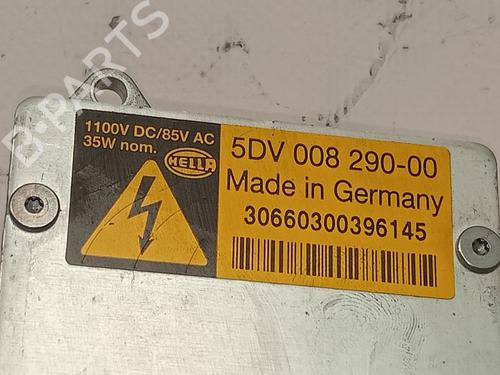 B-PARTS
1100V DC/85V AC
35W nom.
HELLA
5DV 008 290-00
Made in Germany
30660300396145